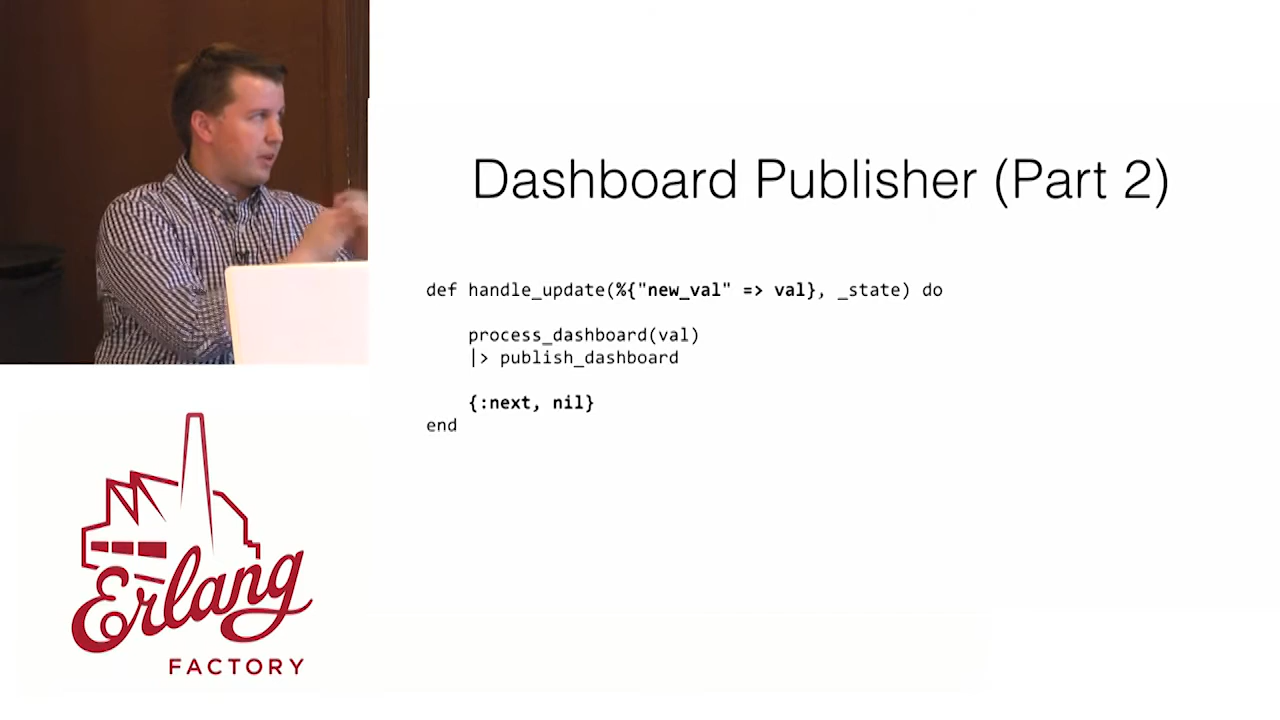 Dashboard Publisher (Part 2)
def handle_update(%{"new_val" => val}, _state) do
process_dashboard(val)
|> publish_dashboard
{:next, nil}
end
Erlang
FACTORY